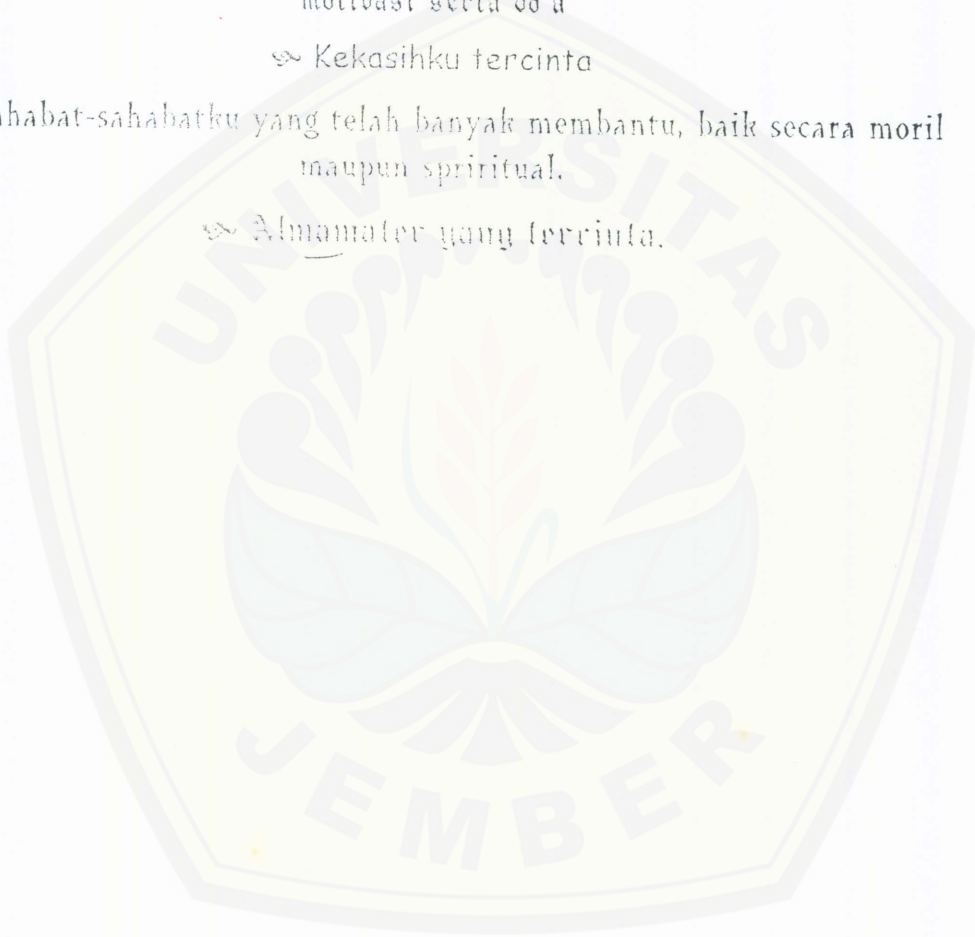 motivasi serta do'a
Kekasihku tercinta
ahabat-sahabatku yang telah banyak membantu, baik secara moril
maupun spriritual.
Almamater yang tercinta.
UNIVERSITAS
JEMBER